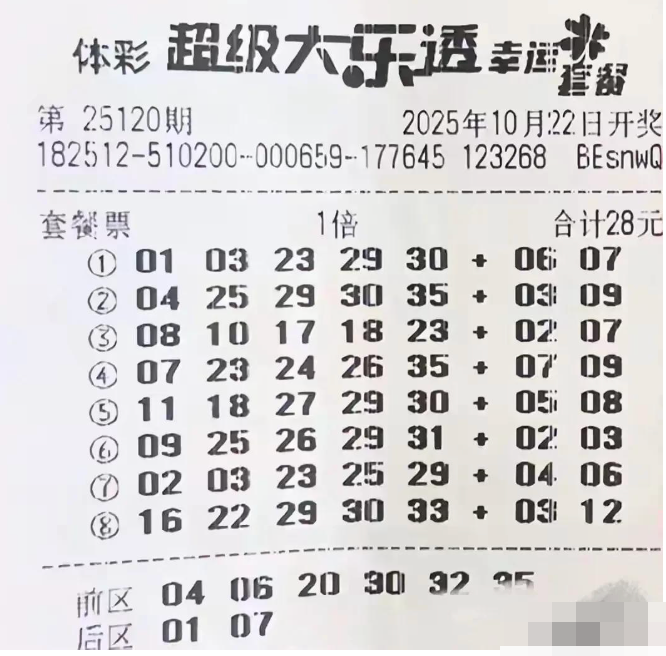 体彩 超级大乐透 幸运套餐
第 25120期 2025年10月22日开奖
182512-510200-000659-177645 123268 BEsnwQ
套餐票 1倍 合计28元
① 01 03 23 29 30 + 06 07
② 04 25 29 30 35 + 03 09
③ 08 10 17 18 23 + 02 07
④ 07 23 24 26 35 + 07 09
⑤ 11 18 27 29 30 + 05 08
⑥ 09 25 26 29 31 + 02 03
⑦ 02 03 23 25 29 + 04 06
⑧ 16 22 29 30 33 + 03 12
前区 04 06 20 30 32 35
后区 01 07